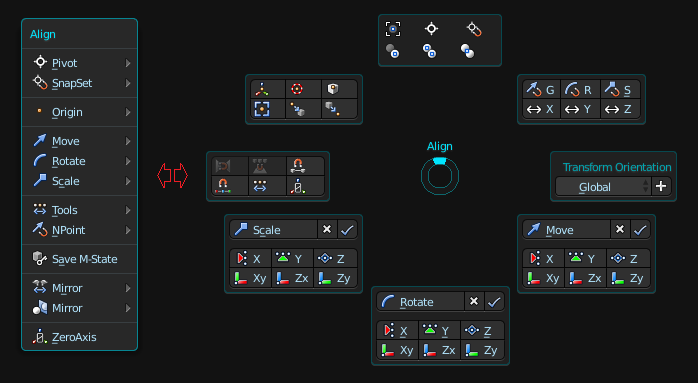 Align
Pivot
SnapSet
Origin
Move
Rotate
Scale
Tools
NPoint
Save M-State
Mirror
Mirror
ZeroAxis
G R S
X Y Z
Align
Transform Orientation
Global
Scale
X Y Z
Xy Zx Zy
Move
X Y Z
Xy Zx Zy
Rotate
X Y Z
Xy Zx Zy